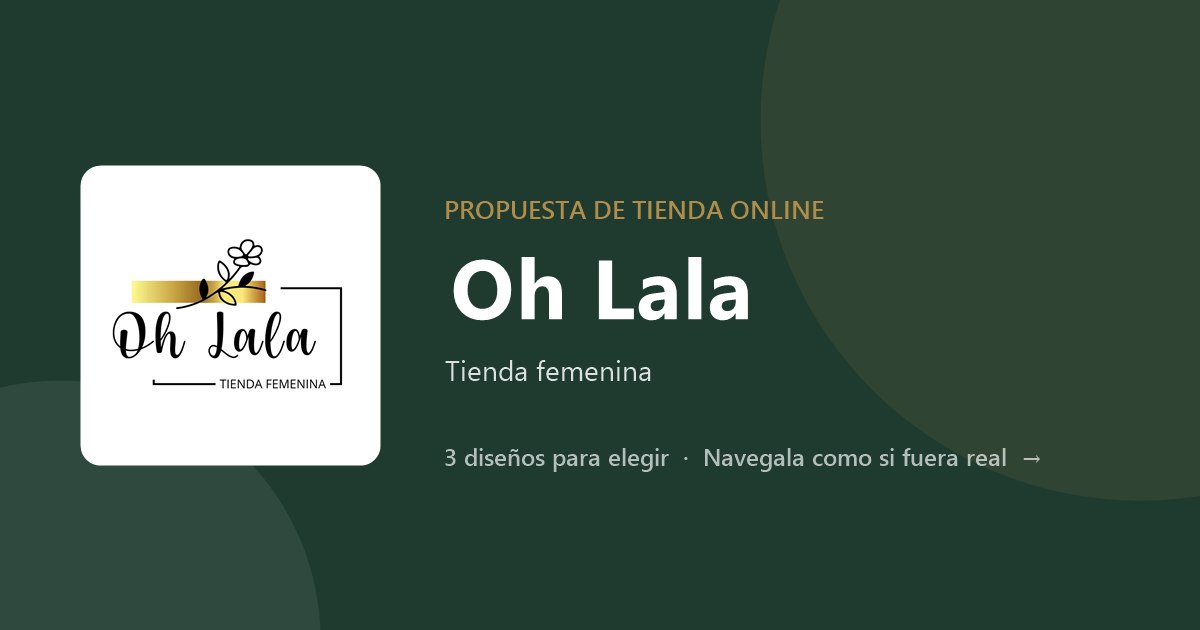 Oh Lala
TIENDA FEMENINA
PROPUESTA DE TIENDA ONLINE
Oh Lala
Tienda femenina
3 diseños para elegir · Navegala como si fuera real →